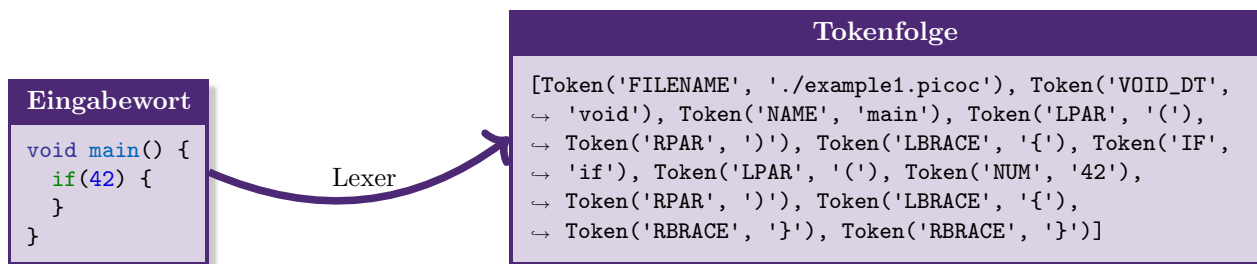 Eingabewort
void main() {
  if(42) {
  }
}
Lexer
Tokenfolge
[Token('FILENAME', './example1.picoc'), Token('VOID_DT',
↪ 'void'), Token('NAME', 'main'), Token('LPAR', '('),
↪ Token('RPAR', ')'), Token('LBRACE', '{'), Token('IF',
↪ 'if'), Token('LPAR', '('), Token('NUM', '42'),
↪ Token('RPAR', ')'), Token('LBRACE', '{'),
↪ Token('RBRACE', '}'), Token('RBRACE', '}')]